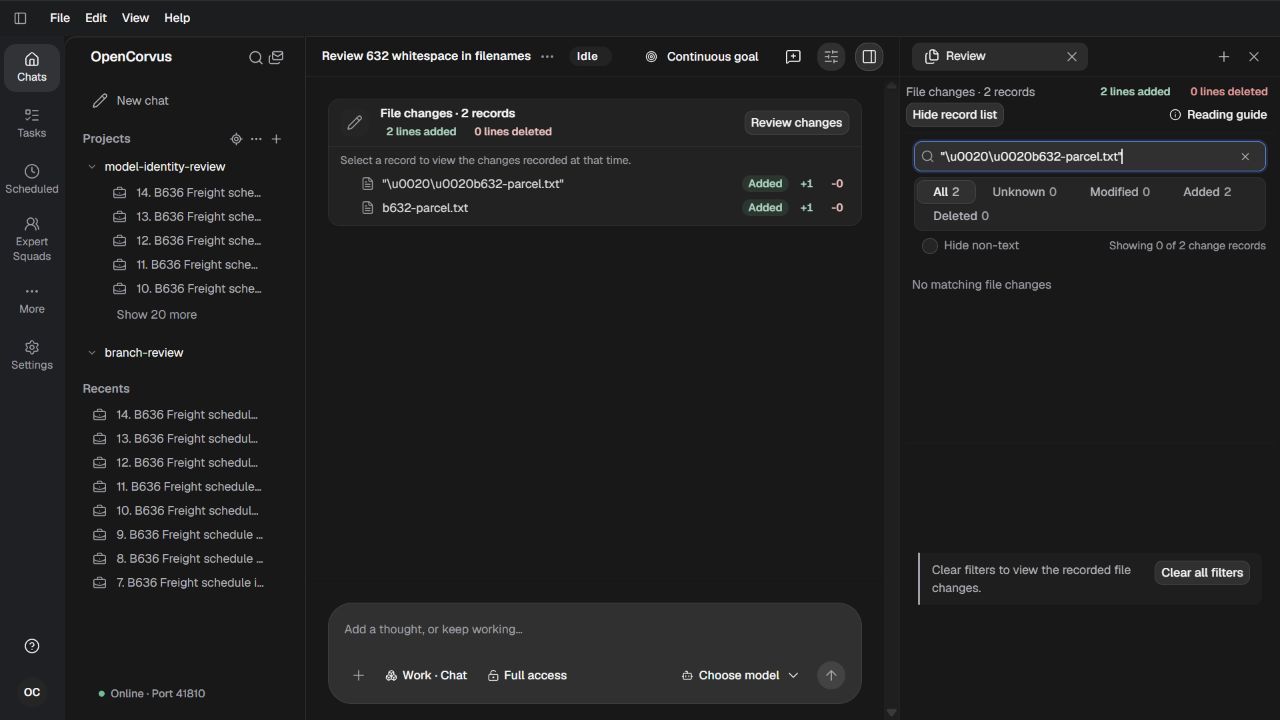 File Edit View Help
OpenCorvus
Chats
Tasks
Scheduled
Expert
Squads
More
Settings
OC
New chat
Projects
model-identity-review
14. B636 Freight sche...
13. B636 Freight sche...
12. B636 Freight sche...
11. B636 Freight sche...
10. B636 Freight sche...
Show 20 more
branch-review
Recents
14. B636 Freight schedul...
13. B636 Freight schedul...
12. B636 Freight schedul...
11. B636 Freight schedule...
10. B636 Freight schedul...
9. B636 Freight schedule ...
8. B636 Freight schedule ...
7. B636 Freight schedule i...
Online · Port 41810
Review 632 whitespace in filenames ··· Idle Continuous goal
File changes · 2 records
2 lines added 0 lines deleted
Review changes
Select a record to view the changes recorded at that time.
"\u0020\u0020b632-parcel.txt" Added +1 -0
b632-parcel.txt Added +1 -0
Add a thought, or keep working...
Work · Chat Full access Choose model
Review
File changes · 2 records 2 lines added 0 lines deleted
Hide record list Reading guide
"\u0020\u0020b632-parcel.txt"
All 2 Unknown 0 Modified 0 Added 2
Deleted 0
Hide non-text Showing 0 of 2 change records
No matching file changes
Clear filters to view the recorded file
changes.
Clear all filters